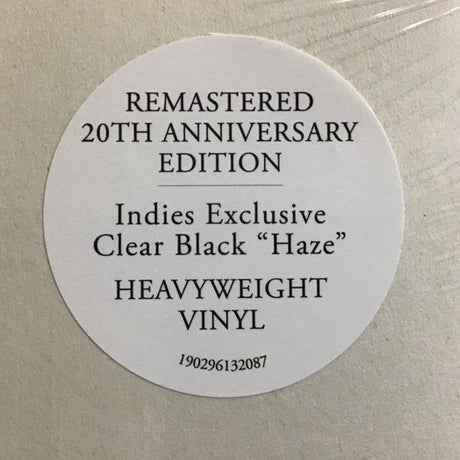 REMASTERED
20TH ANNIVERSARY
EDITION
Indies Exclusive
Clear Black “Haze”
HEAVYWEIGHT
VINYL
190296132087